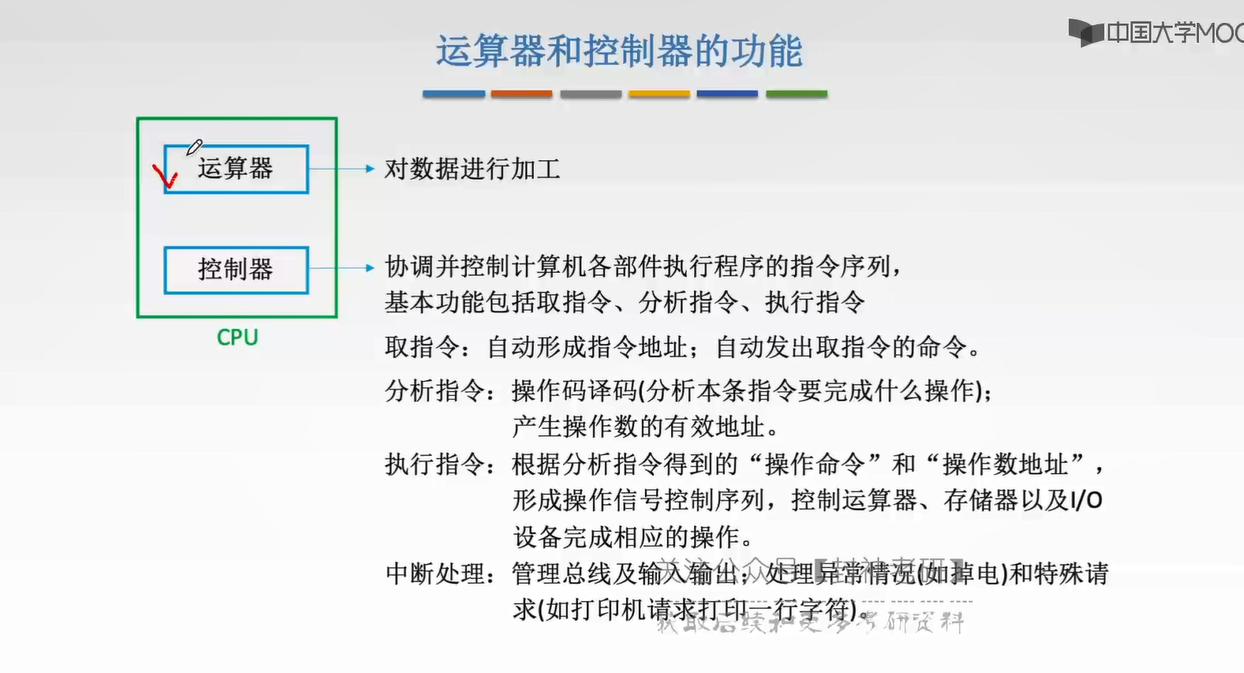 运算器和控制器的功能
中国大学MOO
运算器
对数据进行加工
控制器
协调并控制计算机各部件执行程序的指令序列，
基本功能包括取指令、分析指令、执行指令
CPU
取指令：自动形成指令地址；自动发出取指令的命令。
分析指令：操作码译码(分析本条指令要完成什么操作)；
产生操作数的有效地址。
执行指令：根据分析指令得到的“操作命令”和“操作数地址”，
形成操作信号控制序列，控制运算器、存储器以及I/O
设备完成相应的操作。
中断处理：管理总线及输入输出；处理异常情况(如掉电)和特殊请
求(如打印机请求打印一行字符)。
关注公众号【封神考研】
获取后续和更多考研资料